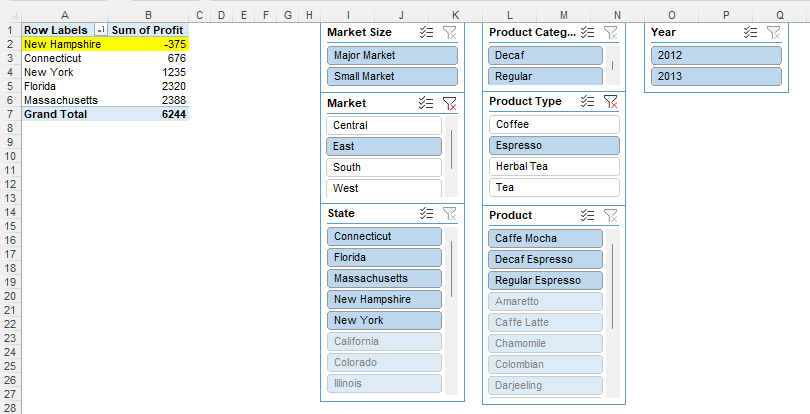 A B C D E F G H I J K L M N O P Q
1 Row Labels Sum of Profit
2 New Hampshire -375
3 Connecticut 676
4 New York 1235
5 Florida 2320
6 Massachusetts 2388
7 Grand Total 6244
8
9
10
11
12
13
14
15
16
17
18
19
20
21
22
23
24
25
26
27
28
Market Size
Major Market
Small Market
Market
Central
East
South
West
State
Connecticut
Florida
Massachusetts
New Hampshire
New York
California
Colorado
Illinois
Product Categ...
Decaf
Regular
Product Type
Coffee
Espresso
Herbal Tea
Tea
Product
Caffe Mocha
Decaf Espresso
Regular Espresso
Amaretto
Caffe Latte
Chamomile
Colombian
Darjeeling
Year
2012
2013